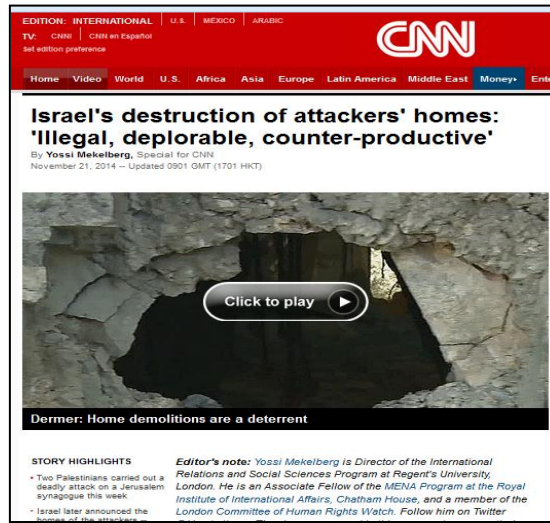 EDITION: INTERNATIONAL U.S. MÉXICO ARABIC
TV: CNNI CNN en Español
Set edition preference
CNN
Home Video World U.S. Africa Asia Europe Latin America Middle East Money
Israel's destruction of attackers' homes:
'Illegal, deplorable, counter-productive'
By Yossi Mekelberg, Special for CNN
November 21, 2014 -- Updated 0901 GMT (1701 HKT)
Click to play
Dermer: Home demolitions are a deterrent
STORY HIGHLIGHTS
Two Palestinians carried out a
deadly attack on a Jerusalem
synagogue this week
Israel later announced the
homes of the attackers
Editor's note: Yossi Mekelberg is Director of the International
Relations and Social Sciences Program at Regent's University,
London. He is an Associate Fellow of the MENA Program at the Royal
Institute of International Affairs, Chatham House, and a member of the
London Committee of Human Rights Watch. Follow him on Twitter